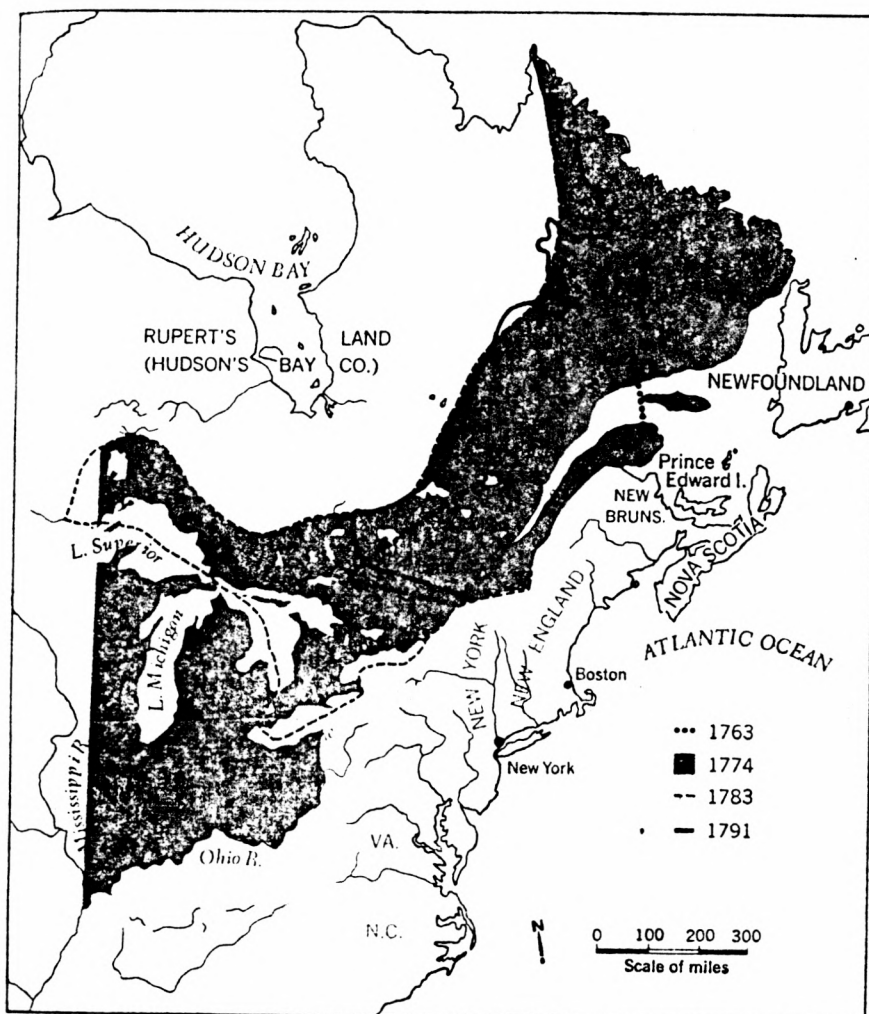 HUDSON BAY
RUPERT'S LAND
(HUDSON'S BAY CO.)
NEWFOUNDLAND
Prince
Edward I.
NEW
BRUNS.
NOVA SCOTIA
L. Superior
L. Michigan
NEW YORK
NEW ENGLAND
ATLANTIC OCEAN
Boston
New York
Mississippi R.
Ohio R.
VA.
N.C.
1763
1774
1783
1791
N
0 100 200 300
Scale of miles